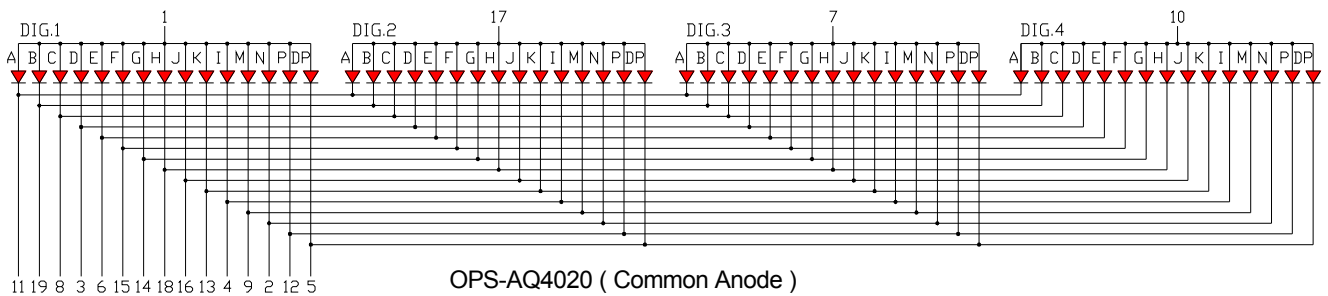 1 17 7 10
DIG.1 DIG.2 DIG.3 DIG.4
A B C D E F G H J K I M N P DP A B C D E F G H J K I M N P DP A B C D E F G H J K I M N P DP A B C D E F G H J K I M N P DP
11 19 8 3 6 15 14 18 16 13 4 9 2 12 5
OPS-AQ4020 ( Common Anode )